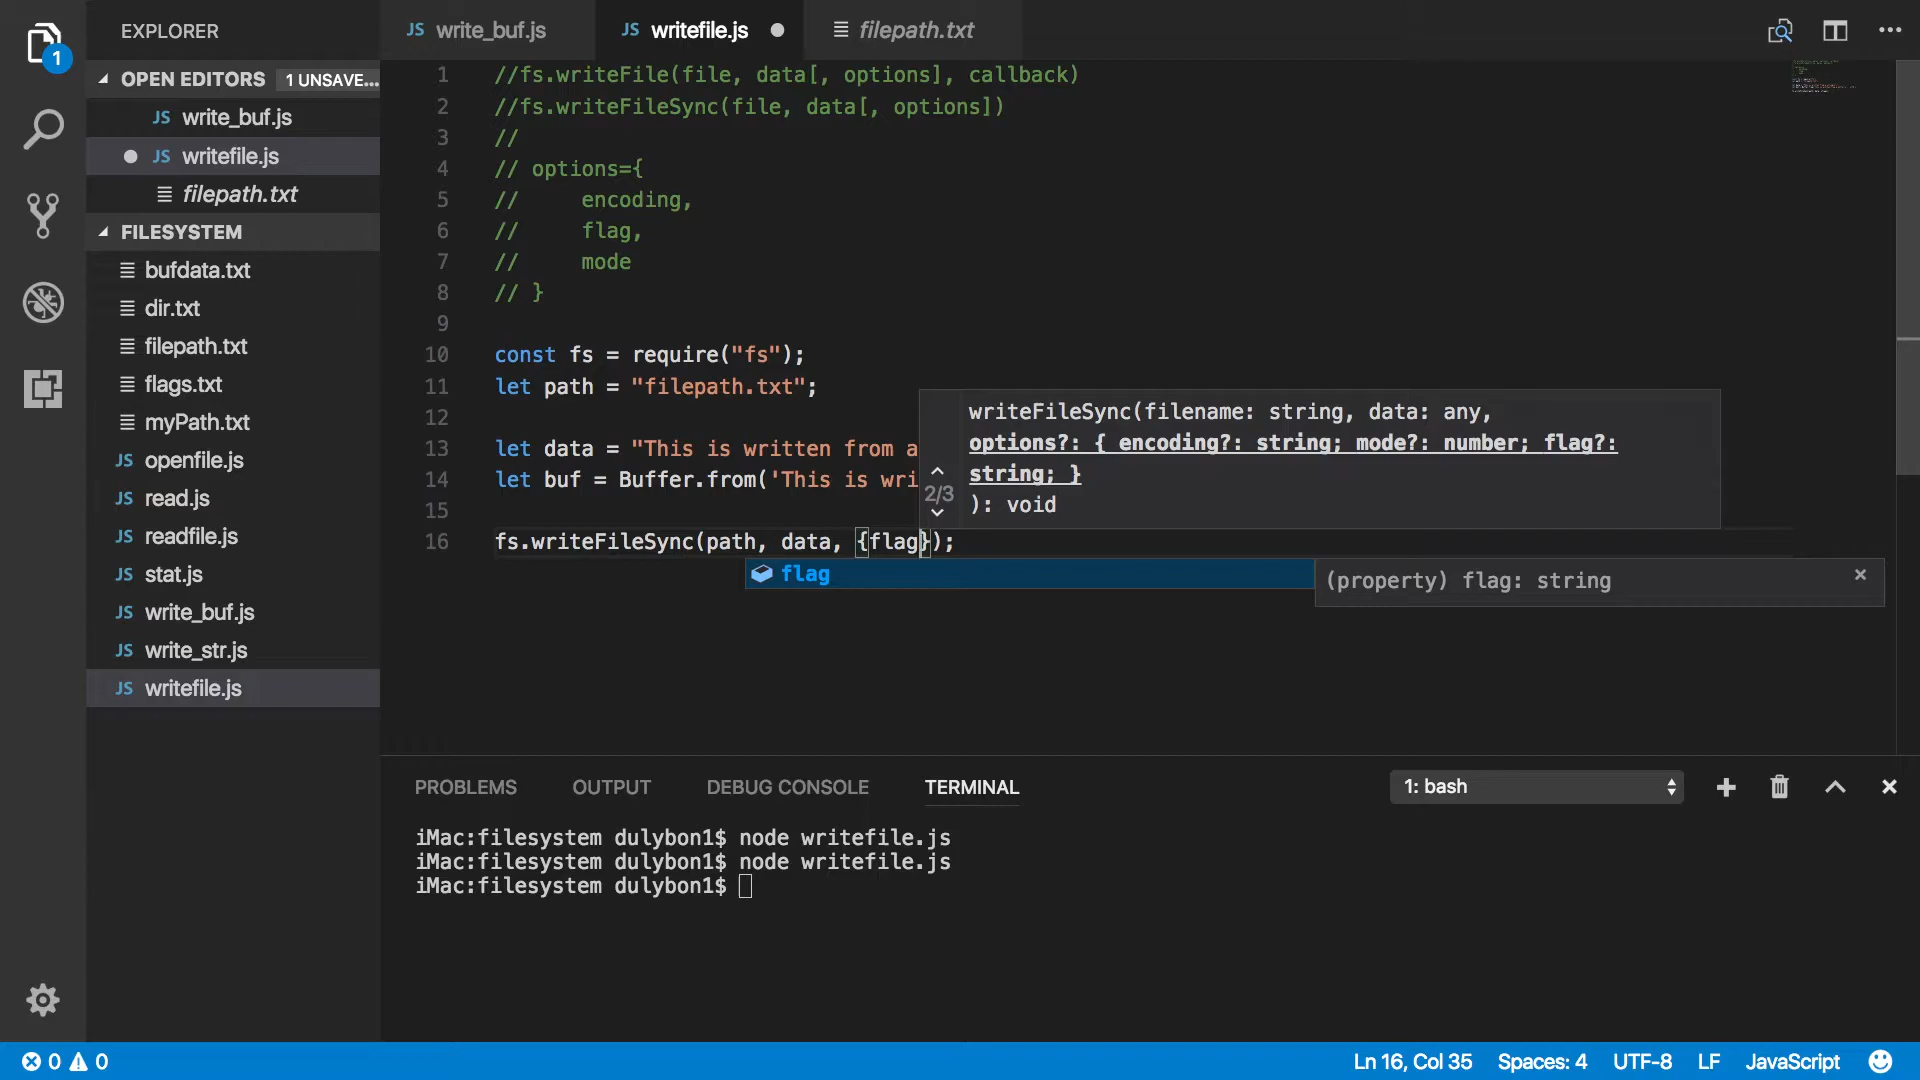 EXPLORER
OPEN EDITORS 1 UNSAVE...
JS write_buf.js
JS writefile.js
filepath.txt
FILESYSTEM
bufdata.txt
dir.txt
filepath.txt
flags.txt
myPath.txt
JS openfile.js
JS read.js
JS readfile.js
JS stat.js
JS write_buf.js
JS write_str.js
JS writefile.js
1
JS write_buf.js JS writefile.js filepath.txt
1 //fs.writeFile(file, data[, options], callback)
2 //fs.writeFileSync(file, data[, options])
3 //
4 // options={
5 // encoding,
6 // flag,
7 // mode
8 // }
9
10 const fs = require("fs");
11 let path = "filepath.txt";
12
13 let data = "This is written from a
14 let buf = Buffer.from('This is wri
15
16 fs.writeFileSync(path, data, {flag});
writeFileSync(filename: string, data: any,
options?: { encoding?: string; mode?: number; flag?:
string; }
): void
2/3
flag
(property) flag: string
PROBLEMS OUTPUT DEBUG CONSOLE TERMINAL 1: bash
iMac:filesystem dulybon1$ node writefile.js
iMac:filesystem dulybon1$ node writefile.js
iMac:filesystem dulybon1$
0 0 Ln 16, Col 35 Spaces: 4 UTF-8 LF JavaScript